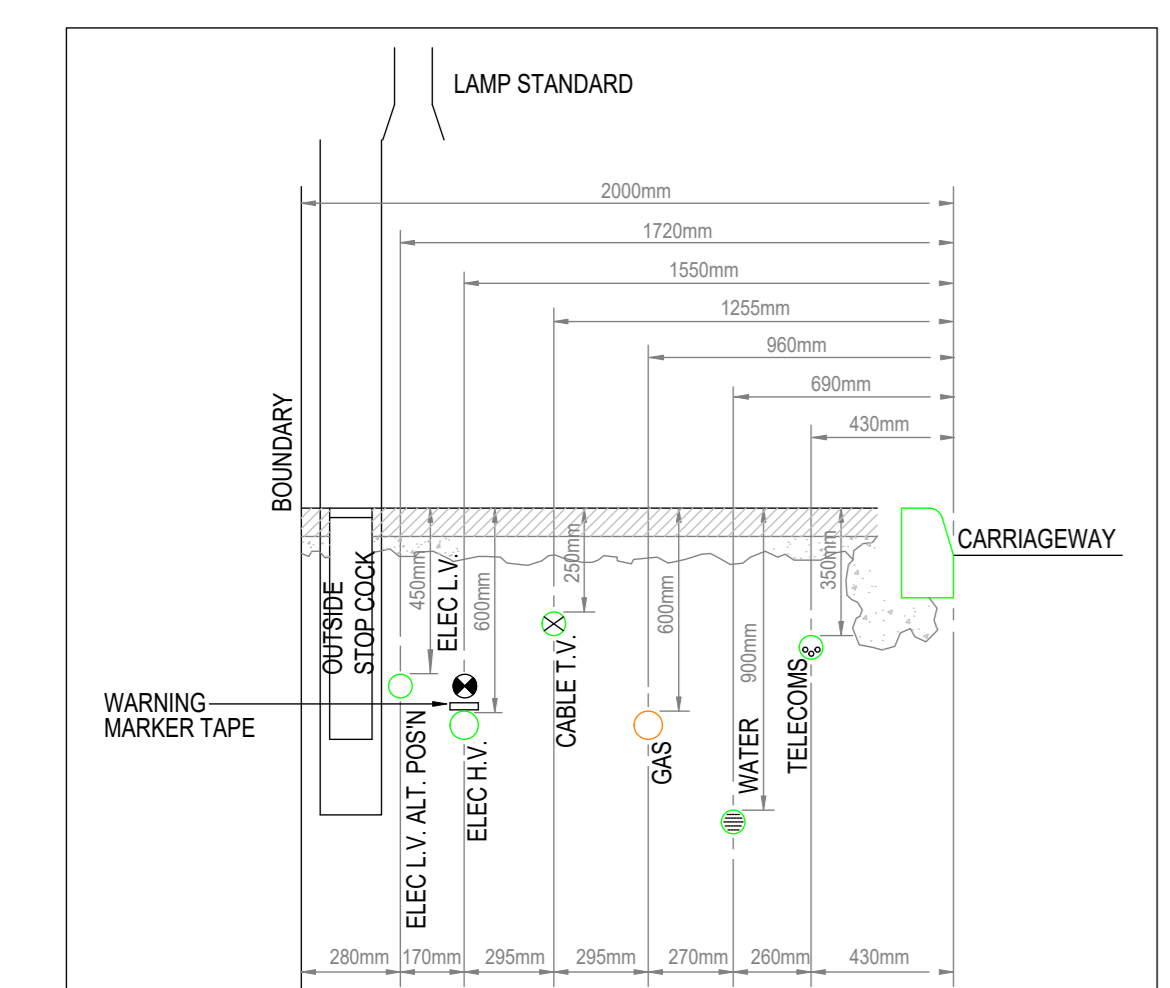 LAMP STANDARD
2000mm
1720mm
1550mm
1255mm
960mm
690mm
430mm
BOUNDARY
CARRIAGEWAY
OUTSIDE
STOP COCK
450mm
ELEC L.V.
600mm
250mm
600mm
900mm
350mm
WARNING
MARKER TAPE
ELEC L.V. ALT. POS'N
ELEC H.V.
CABLE T.V.
GAS
WATER
TELECOMS
280mm
170mm
295mm
295mm
270mm
260mm
430mm